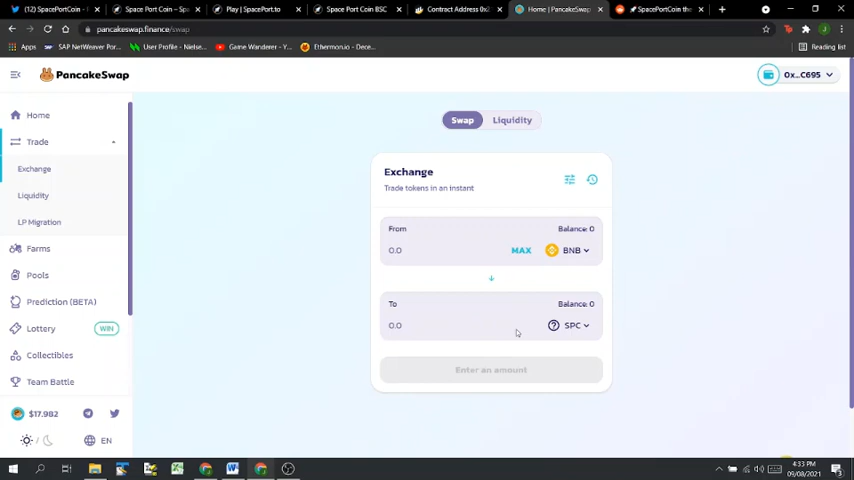 (12) SpacePortCoin -
Space Port Coin –
Play | SpacePort.to
Space Port Coin BSC
Contract Address 0x
Home | PancakeSwap
SpacePortCoin the
pancakeswap.finance/swap
Apps
SAP NetWeaver Por...
User Profile - Nielse...
Game Wanderer - Y...
Ethermon.io - Dece...
Reading list
PancakeSwap
0x...C695
Home
Trade
Exchange
Liquidity
LP Migration
Farms
Pools
Prediction (BETA)
Lottery
WIN
Collectibles
Team Battle
$17.982
/
EN
Swap
Liquidity
Exchange
Trade tokens in an instant
From
Balance: 0
0.0
MAX
BNB
To
Balance: 0
0.0
SPC
Enter an amount
4:33 PM
09/08/2021